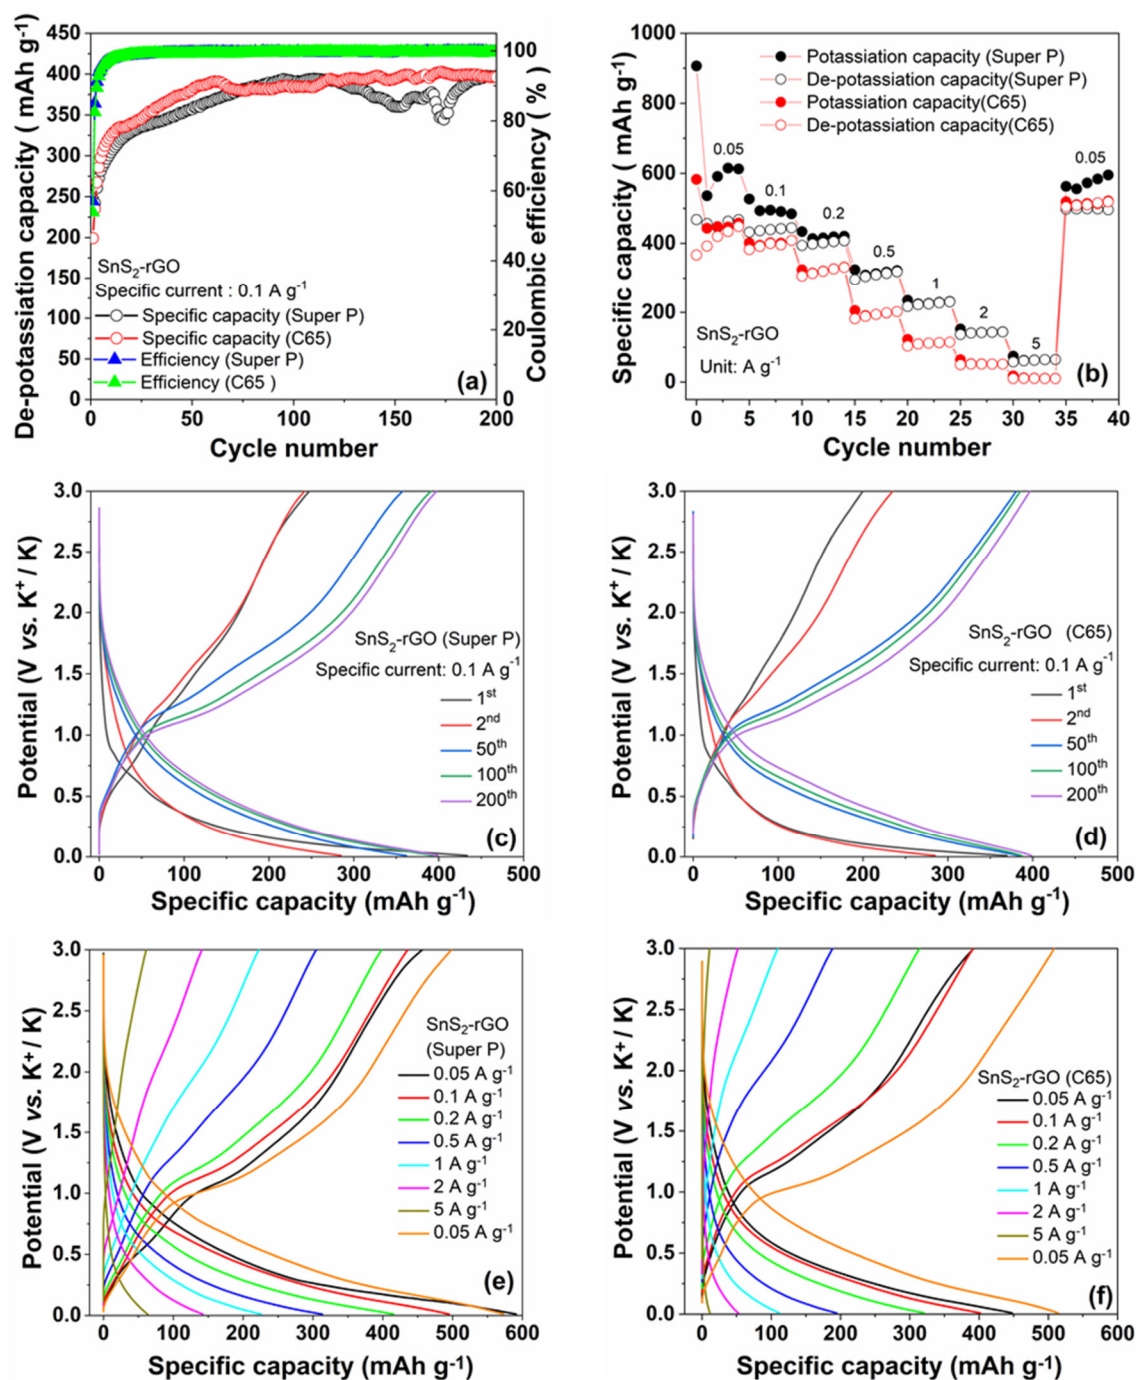 450
400
350
300
250
200
150
100
50
0
De-potassiation capacity ( mAh g-1)
100
80
60
40
20
0
Coulombic efficiency ( % )
SnS2-rGO
Specific current : 0.1 A g-1
Specific capacity (Super P)
Specific capacity (C65)
Efficiency (Super P)
Efficiency (C65 )
(a)
0 50 100 150 200
Cycle number
1000
800
600
400
200
0
Specific capacity ( mAh g-1)
Potassiation capacity (Super P)
De-potassiation capacity(Super P)
Potassiation capacity(C65)
De-potassiation capacity(C65)
0.05
0.1
0.2
0.5
1
2
5
0.05
SnS2-rGO
Unit: A g-1
(b)
0 5 10 15 20 25 30 35 40
Cycle number
3.0
2.5
2.0
1.5
1.0
0.5
0.0
Potential (V vs. K+ / K)
SnS2-rGO (Super P)
Specific current: 0.1 A g-1
1st
2nd
50th
100th
200th
(c)
0 100 200 300 400 500
Specific capacity (mAh g-1)
3.0
2.5
2.0
1.5
1.0
0.5
0.0
Potential (V vs. K+ / K)
SnS2-rGO (C65)
Specific current: 0.1 A g-1
1st
2nd
50th
100th
200th
(d)
0 100 200 300 400 500
Specific capacity (mAh g-1)
3.0
2.5
2.0
1.5
1.0
0.5
0.0
Potential (V vs. K+ / K)
SnS2-rGO
(Super P)
0.05 A g-1
0.1 A g-1
0.2 A g-1
0.5 A g-1
1 A g-1
2 A g-1
5 A g-1
0.05 A g-1
(e)
0 100 200 300 400 500 600
Specific capacity (mAh g-1)
3.0
2.5
2.0
1.5
1.0
0.5
0.0
Potential (V vs. K+ / K)
SnS2-rGO (C65)
0.05 A g-1
0.1 A g-1
0.2 A g-1
0.5 A g-1
1 A g-1
2 A g-1
5 A g-1
0.05 A g-1
(f)
0 100 200 300 400 500 600
Specific capacity (mAh g-1)